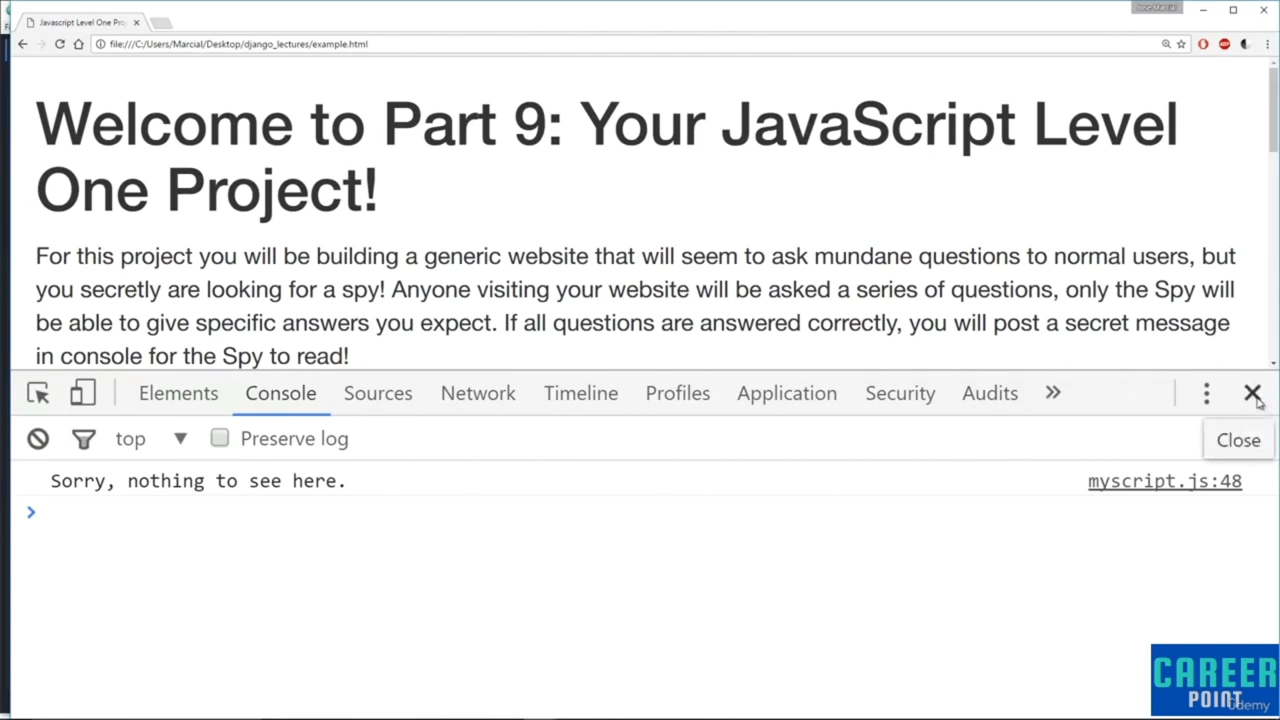 Jose Marcial
Javascript Level One Pro
file:///C:/Users/Marcial/Desktop/django_lectures/example.html
Welcome to Part 9: Your JavaScript Level
One Project!
For this project you will be building a generic website that will seem to ask mundane questions to normal users, but
you secretly are looking for a spy! Anyone visiting your website will be asked a series of questions, only the Spy will
be able to give specific answers you expect. If all questions are answered correctly, you will post a secret message
in console for the Spy to read!
Elements Console Sources Network Timeline Profiles Application Security Audits »
top Preserve log
Close
Sorry, nothing to see here. myscript.js:48
CAREER
POINT
Udemy